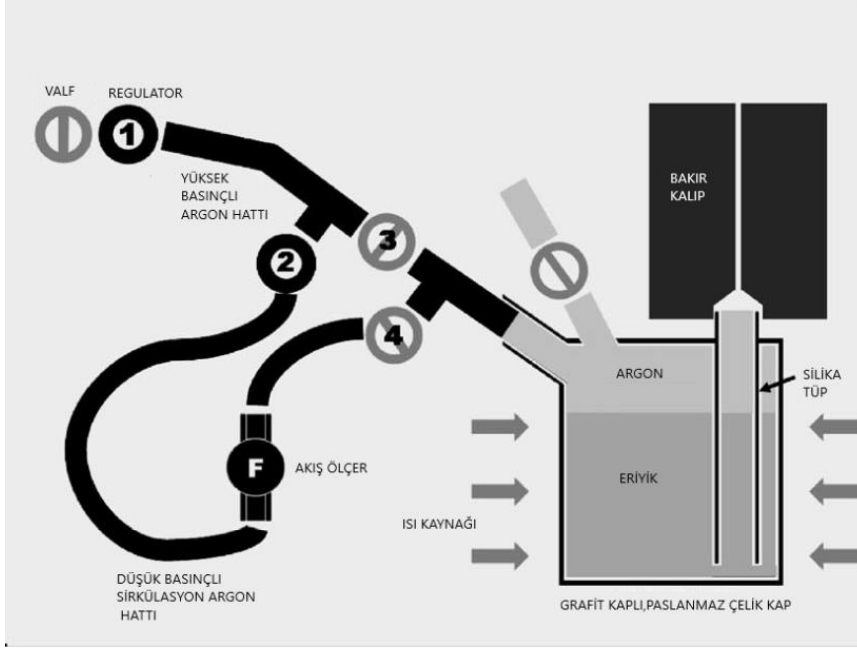 VALF
REGULATOR
1
YÜKSEK
BASINÇLI
ARGON HATTI
2
3
4
BAKIR
KALIP
ARGON
SİLİKA
TÜP
F
AKIŞ ÖLÇER
ERİYİK
ISI KAYNAĞI
DÜŞÜK BASINÇLI
SİRKÜLASYON ARGON
HATTI
GRAFİT KAPLI,PASLANMAZ ÇELİK KAP